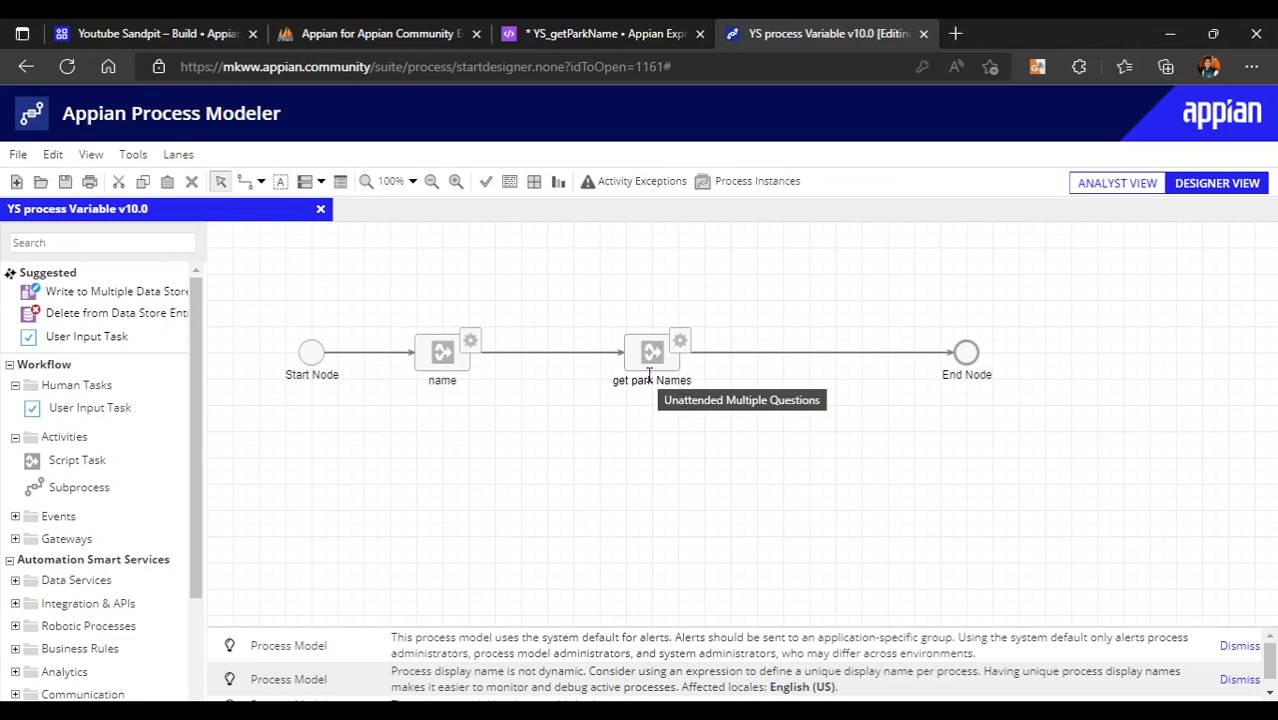 Youtube Sandpit – Build • Appian
Appian for Appian Community E
* YS_getParkName • Appian Expr
YS process Variable v10.0 [Editin
https://mkww.appian.community/suite/process/startdesigner.none?idToOpen=1161#
Appian Process Modeler
appian
File
Edit
View
Tools
Lanes
100%
Activity Exceptions
Process Instances
ANALYST VIEW
DESIGNER VIEW
YS process Variable v10.0
Search
Suggested
Write to Multiple Data Store
Delete from Data Store Enti
User Input Task
Workflow
Human Tasks
User Input Task
Activities
Script Task
Subprocess
Events
Gateways
Automation Smart Services
Data Services
Integration & APIs
Robotic Processes
Business Rules
Analytics
Communication
Start Node
name
get park Names
End Node
Unattended Multiple Questions
Process Model
This process model uses the system default for alerts. Alerts should be sent to an application-specific group. Using the system default only alerts process
administrators, process model administrators, and system administrators, who may differ across environments.
Dismiss
Process Model
Process display name is not dynamic. Consider using an expression to define a unique display name per process. Having unique process display names
makes it easier to monitor and debug active processes. Affected locales: English (US).
Dismiss